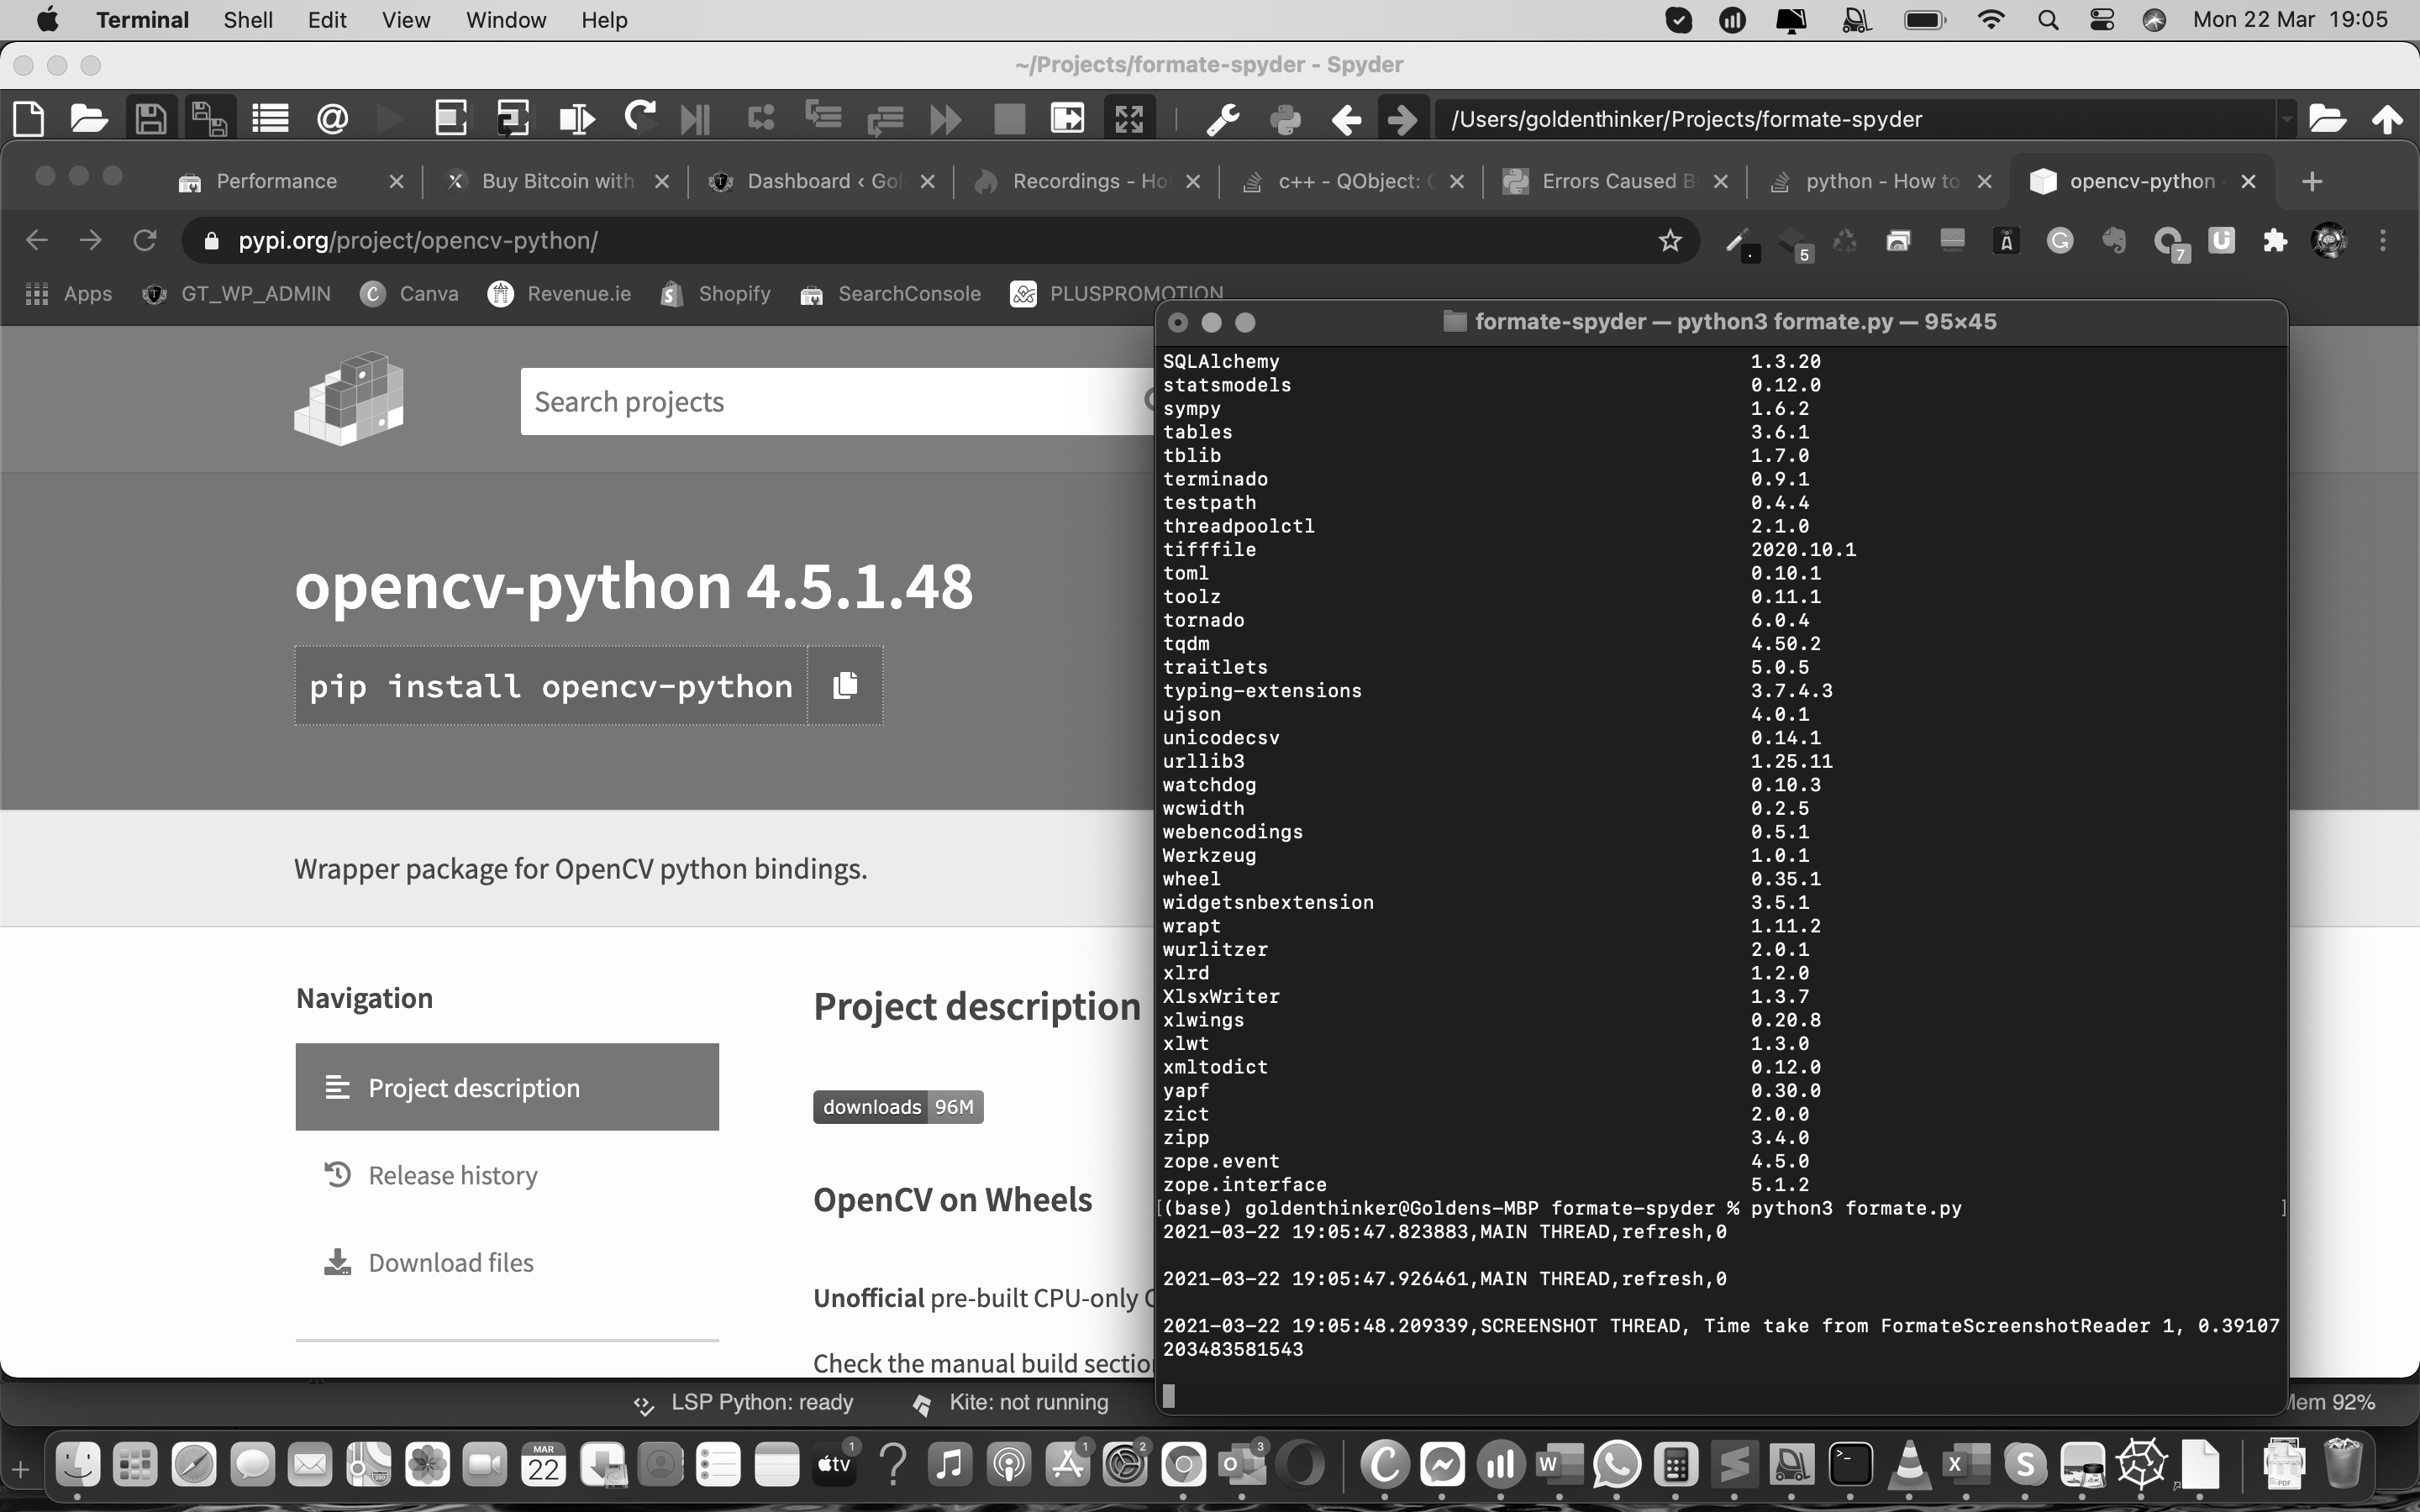 Terminal Shell Edit View Window Help Mon 22 Mar 19:05
~/Projects/formate-spyder - Spyder
/Users/goldenthinker/Projects/formate-spyder
Performance Buy Bitcoin with Dashboard ‹ Gol Recordings - Ho c++ - QObject: Errors Caused B python - How to opencv-python
pypi.org/project/opencv-python/ 5 7
Apps GT_WP_ADMIN Canva Revenue.ie Shopify SearchConsole PLUSPROMOTION
Search projects
opencv-python 4.5.1.48
pip install opencv-python
Wrapper package for OpenCV python bindings.
Navigation
Project description
Release history
Download files
Project description
downloads 96M
OpenCV on Wheels
Unofficial pre-built CPU-only
Check the manual build
formate-spyder — python3 formate.py — 95×45
SQLAlchemy 1.3.20
statsmodels 0.12.0
sympy 1.6.2
tables 3.6.1
tblib 1.7.0
terminado 0.9.1
testpath 0.4.4
threadpoolctl 2.1.0
tifffile 2020.10.1
toml 0.10.1
toolz 0.11.1
tornado 6.0.4
tqdm 4.50.2
traitlets 5.0.5
typing-extensions 3.7.4.3
ujson 4.0.1
unicodecsv 0.14.1
urllib3 1.25.11
watchdog 0.10.3
wcwidth 0.2.5
webencodings 0.5.1
Werkzeug 1.0.1
wheel 0.35.1
widgetsnbextension 3.5.1
wrapt 1.11.2
wurlitzer 2.0.1
xlrd 1.2.0
XlsxWriter 1.3.7
xlwings 0.20.8
xlwt 1.3.0
xmltodict 0.12.0
yapf 0.30.0
zict 2.0.0
zipp 3.4.0
zope.event 4.5.0
zope.interface 5.1.2
[(base) goldenthinker@Goldens-MBP formate-spyder % python3 formate.py ]
2021-03-22 19:05:47.823883,MAIN THREAD,refresh,0
2021-03-22 19:05:47.926461,MAIN THREAD,refresh,0
2021-03-22 19:05:48.209339,SCREENSHOT THREAD, Time take from FormateScreenshotReader 1, 0.39107
203483581543
LSP Python: ready Kite: not running Mem 92%
MAR
22
tv 1 1 2 3